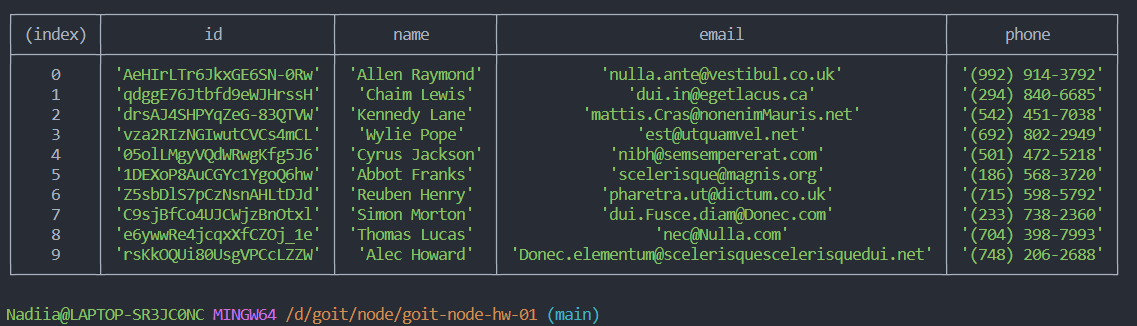 (index) id name email phone
0 'AeHIrLTr6JkxGE6SN-0Rw' 'Allen Raymond' 'nulla.ante@vestibul.co.uk' '(992) 914-3792'
1 'qdggE76Jtbfd9eWJHrssH' 'Chaim Lewis' 'dui.in@egetlacus.ca' '(294) 840-6685'
2 'drsAJ4SHPYqZeG-83QTVW' 'Kennedy Lane' 'mattis.Cras@nonenimMauris.net' '(542) 451-7038'
3 'vza2RIzNGIwutCVCs4mCL' 'Wylie Pope' 'est@utquamvel.net' '(692) 802-2949'
4 '05olLMgyVQdWRwgKfg5J6' 'Cyrus Jackson' 'nibh@semsempererat.com' '(501) 472-5218'
5 '1DEXoP8AuCGYc1YgoQ6hw' 'Abbot Franks' 'scelerisque@magnis.org' '(186) 568-3720'
6 'Z5sbDlS7pCzNsnAHLtDJd' 'Reuben Henry' 'pharetra.ut@dictum.co.uk' '(715) 598-5792'
7 'C9sjBfCo4UJCWjzBnOtxl' 'Simon Morton' 'dui.Fusce.diam@Donec.com' '(233) 738-2360'
8 'e6ywwRe4jcqxXfCZOj_1e' 'Thomas Lucas' 'nec@Nulla.com' '(704) 398-7993'
9 'rsKkOQUi80UsgVPCcLZZW' 'Alec Howard' 'Donec.elementum@scelerisquescelerisquedui.net' '(748) 206-2688'
Nadiia@LAPTOP-SR3JC0NC MINGW64 /d/goit/node/goit-node-hw-01 (main)